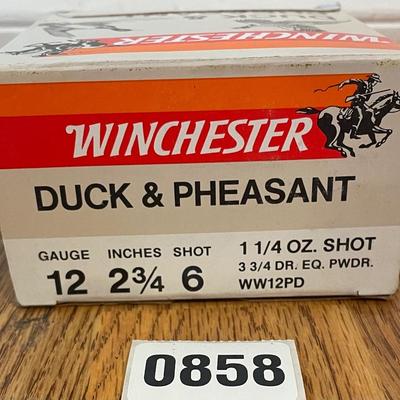 WINCHESTER
WINCHESTER
DUCK & PHEASANT
GAUGE INCHES SHOT 1 1/4 OZ. SHOT
12 2¾ 6 3 3/4 DR. EQ. PWDR.
WW12PD
0858